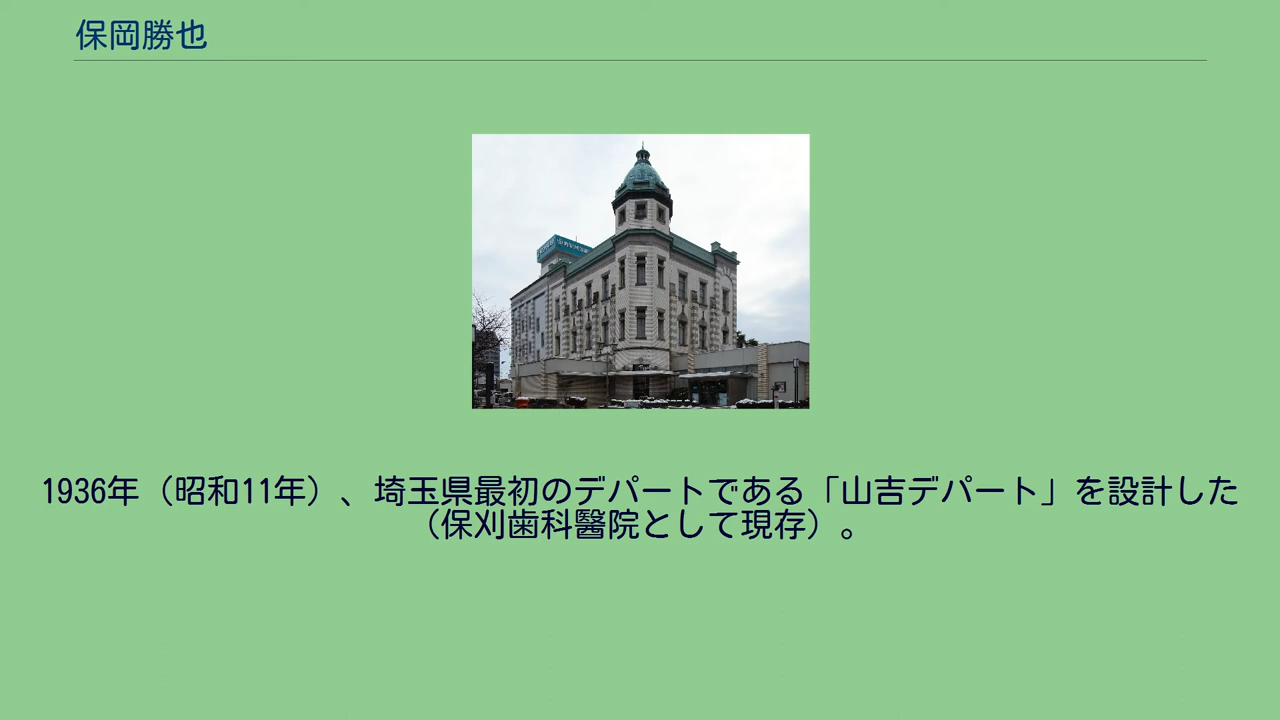 保岡勝也
1936年（昭和11年）、埼玉県最初のデパートである「山吉デパート」を設計した
（保刈歯科醫院として現存）。